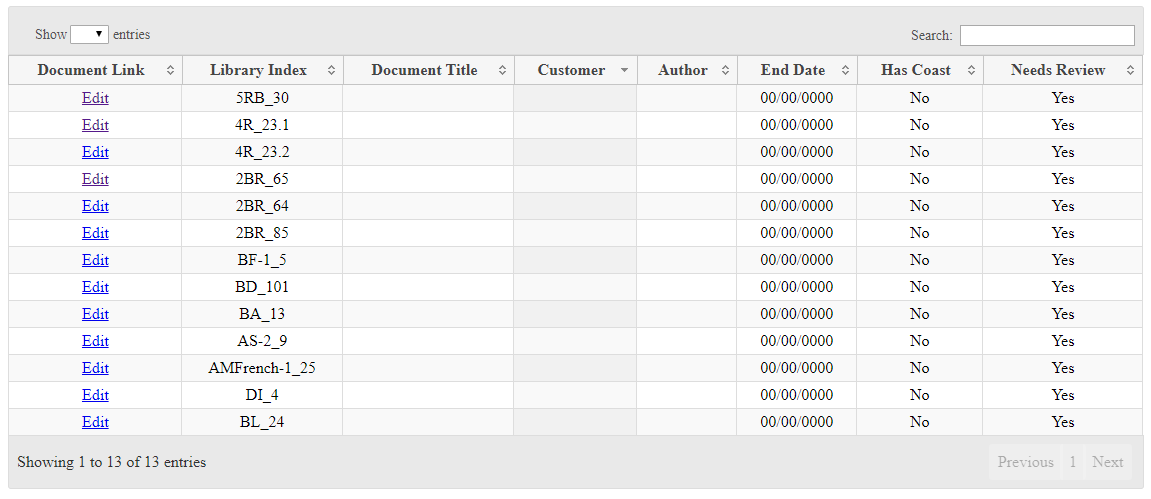 Show entries Search:
Document Link Library Index Document Title Customer Author End Date Has Coast Needs Review
Edit 5RB_30 00/00/0000 No Yes
Edit 4R_23.1 00/00/0000 No Yes
Edit 4R_23.2 00/00/0000 No Yes
Edit 2BR_65 00/00/0000 No Yes
Edit 2BR_64 00/00/0000 No Yes
Edit 2BR_85 00/00/0000 No Yes
Edit BF-1_5 00/00/0000 No Yes
Edit BD_101 00/00/0000 No Yes
Edit BA_13 00/00/0000 No Yes
Edit AS-2_9 00/00/0000 No Yes
Edit AMFrench-1_25 00/00/0000 No Yes
Edit DI_4 00/00/0000 No Yes
Edit BL_24 00/00/0000 No Yes
Showing 1 to 13 of 13 entries Previous 1 Next